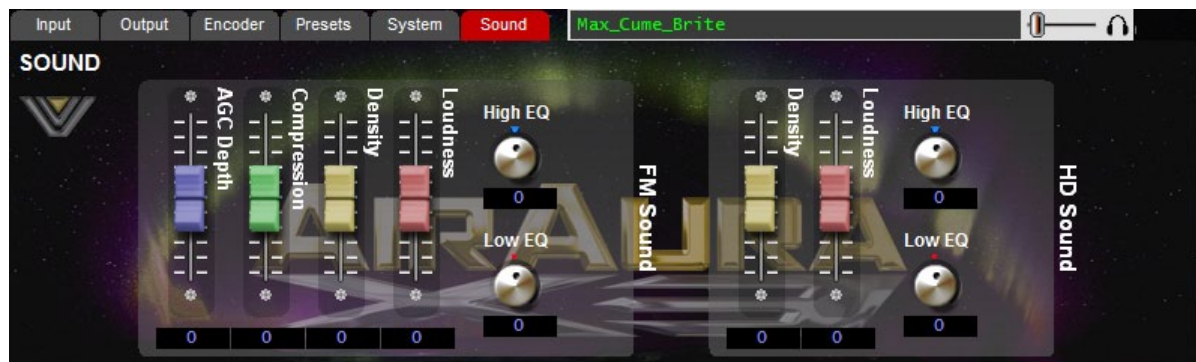 Input Output Encoder Presets System Sound Max_Cume_Brite
SOUND
AGC Depth
Compression
Density
Loudness
High EQ
0
Low EQ
0
FM Sound
0 0 0 0
Density
Loudness
High EQ
0
Low EQ
0
HD Sound
0 0
AIRAURA